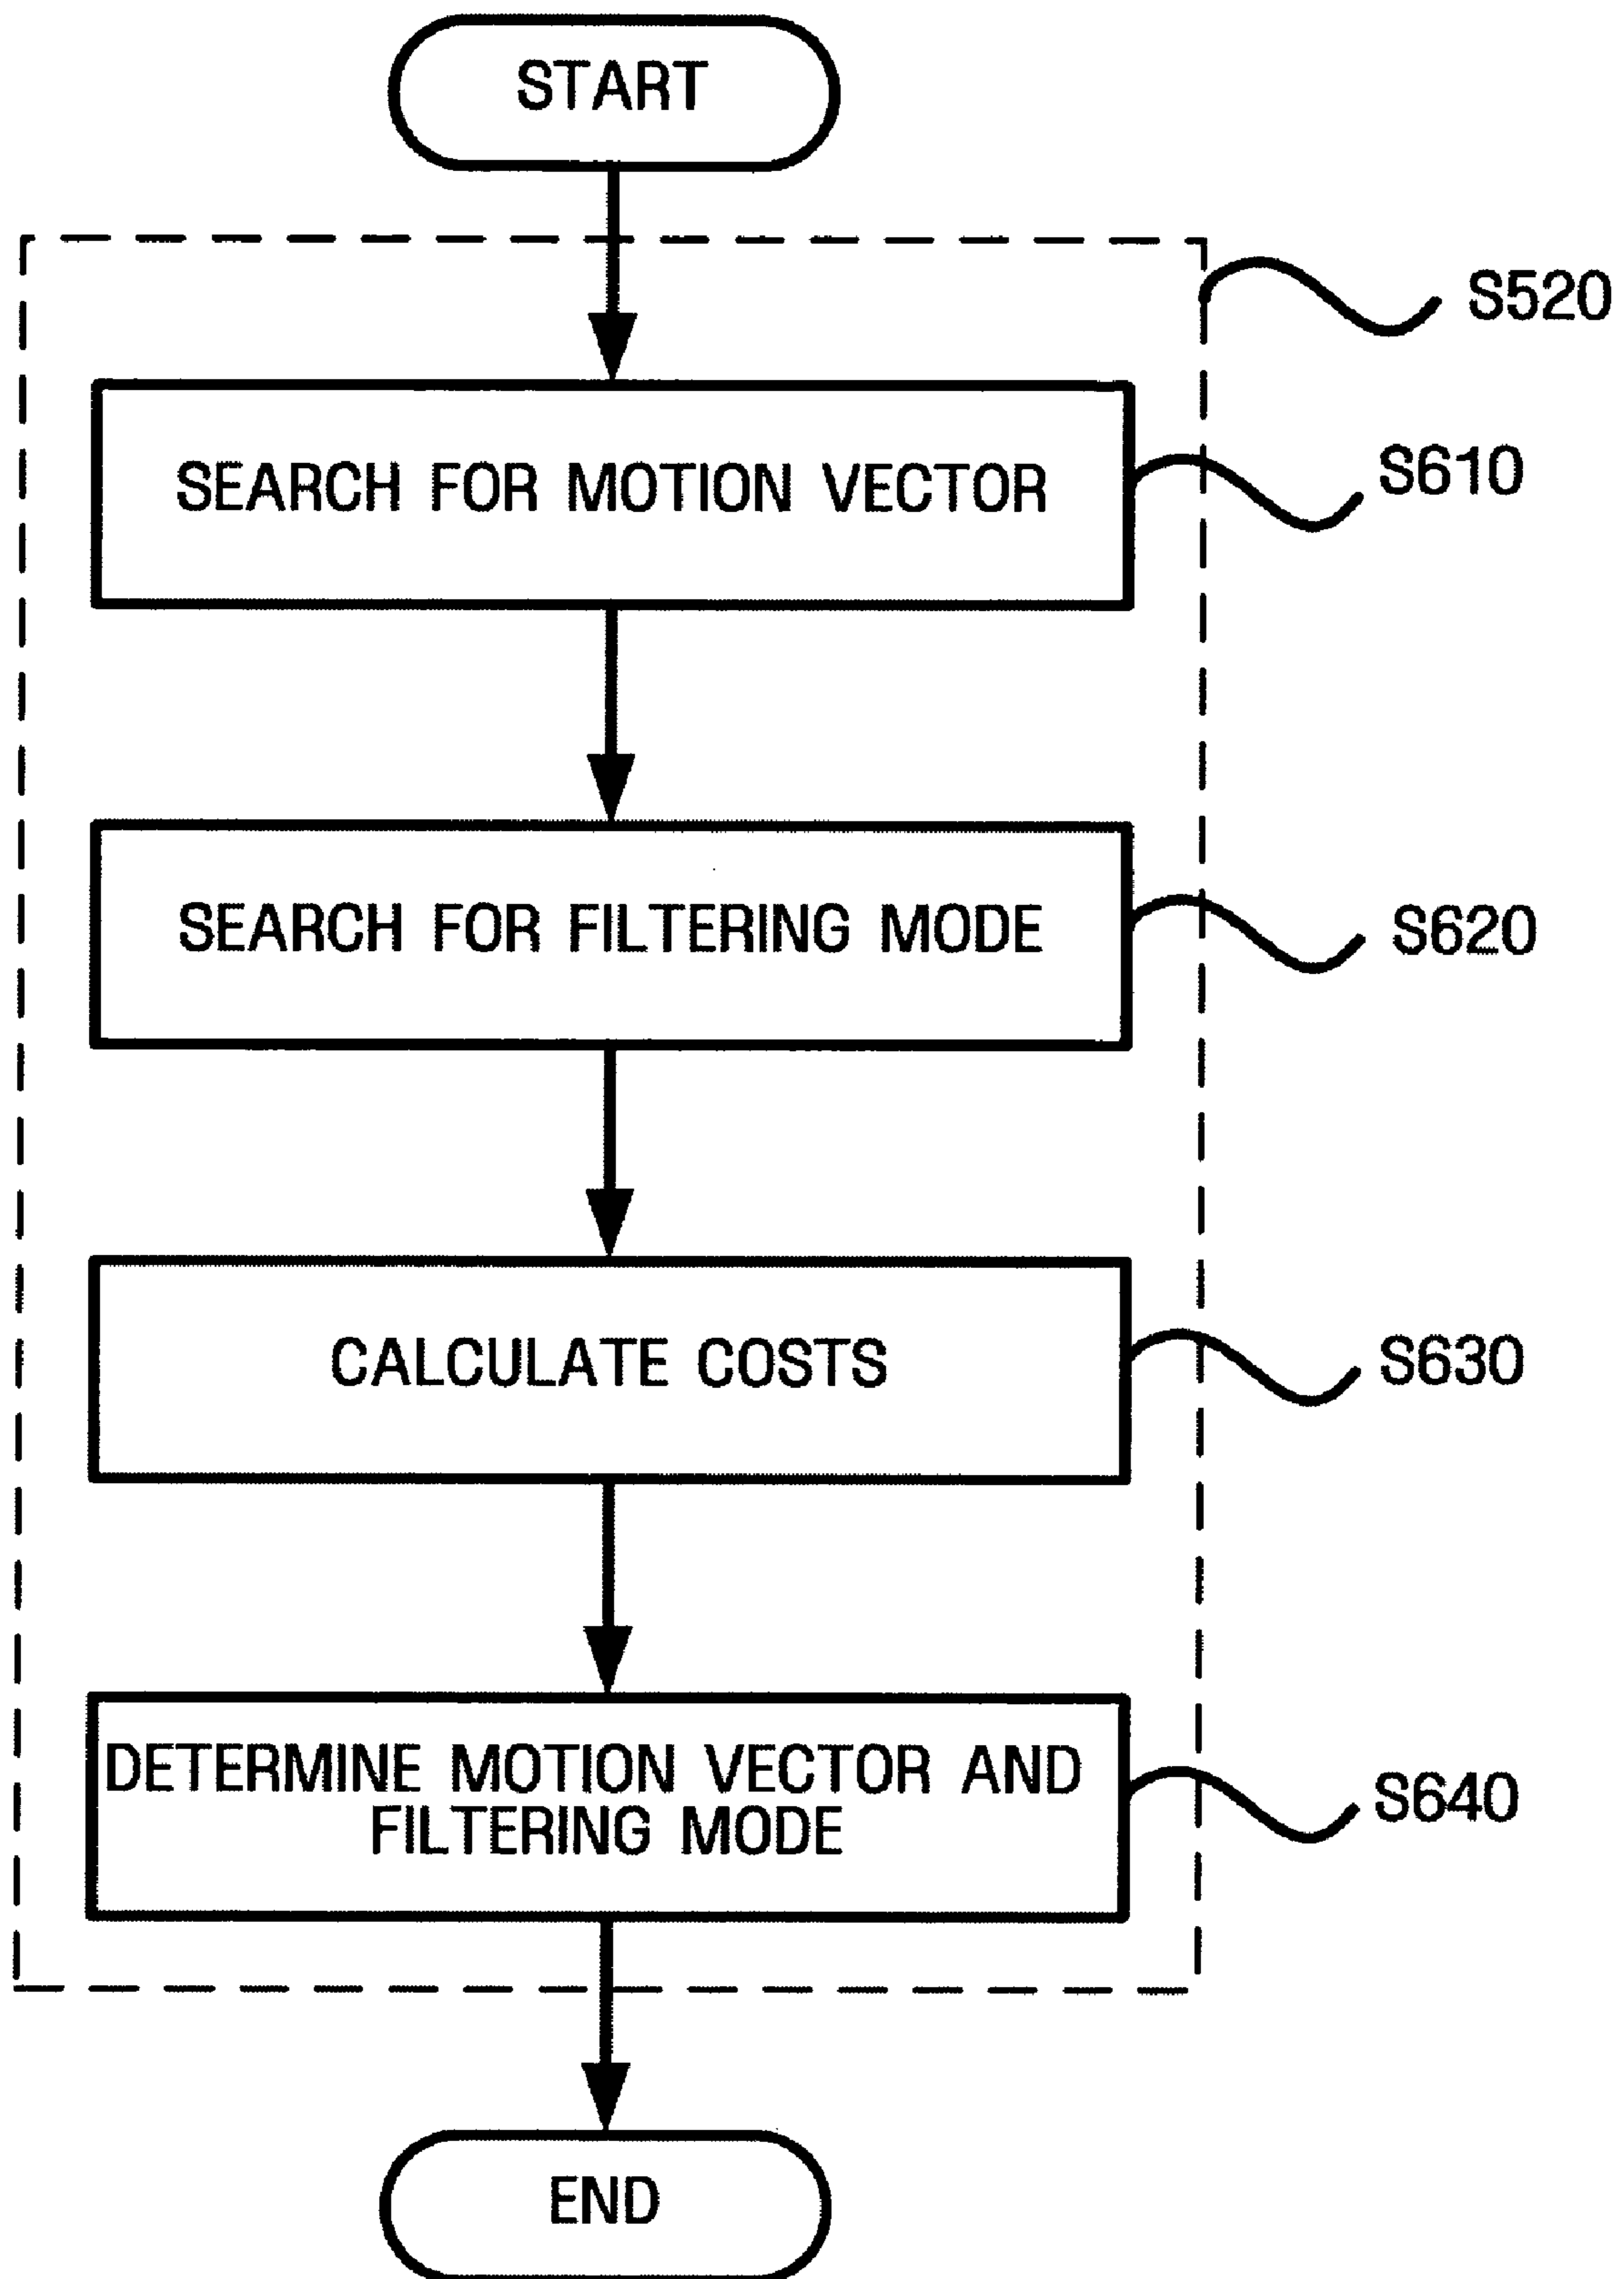 START
S520
SEARCH FOR MOTION VECTOR
S610
SEARCH FOR FILTERING MODE
S620
CALCULATE COSTS
S630
DETERMINE MOTION VECTOR AND
FILTERING MODE
S640
END